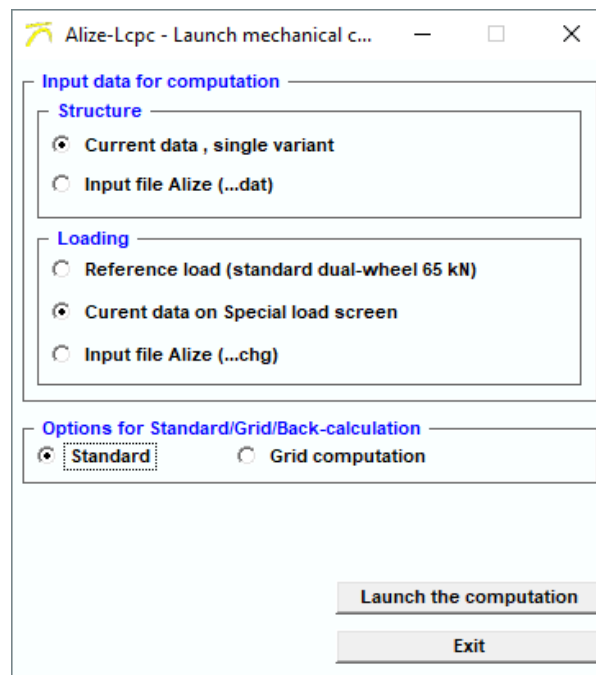 Alize-Lcpc - Launch mechanical c...
Input data for computation
Structure
Current data , single variant
Input file Alize (...dat)
Loading
Reference load (standard dual-wheel 65 kN)
Curent data on Special load screen
Input file Alize (...chg)
Options for Standard/Grid/Back-calculation
Standard Grid computation
Launch the computation
Exit